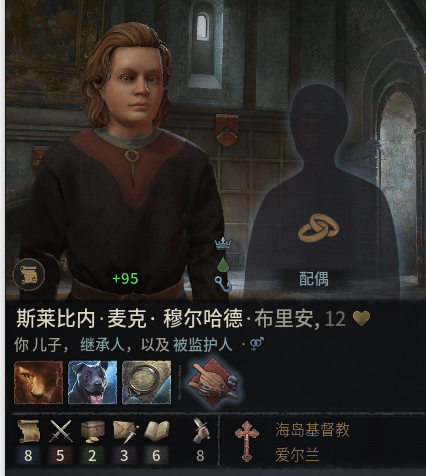 +95
配偶
斯莱比内·麦克·穆尔哈德·布里安, 12
你 儿子，继承人，以及 被监护人 ·
8 5 2 3 6 8
海岛基督教
爱尔兰